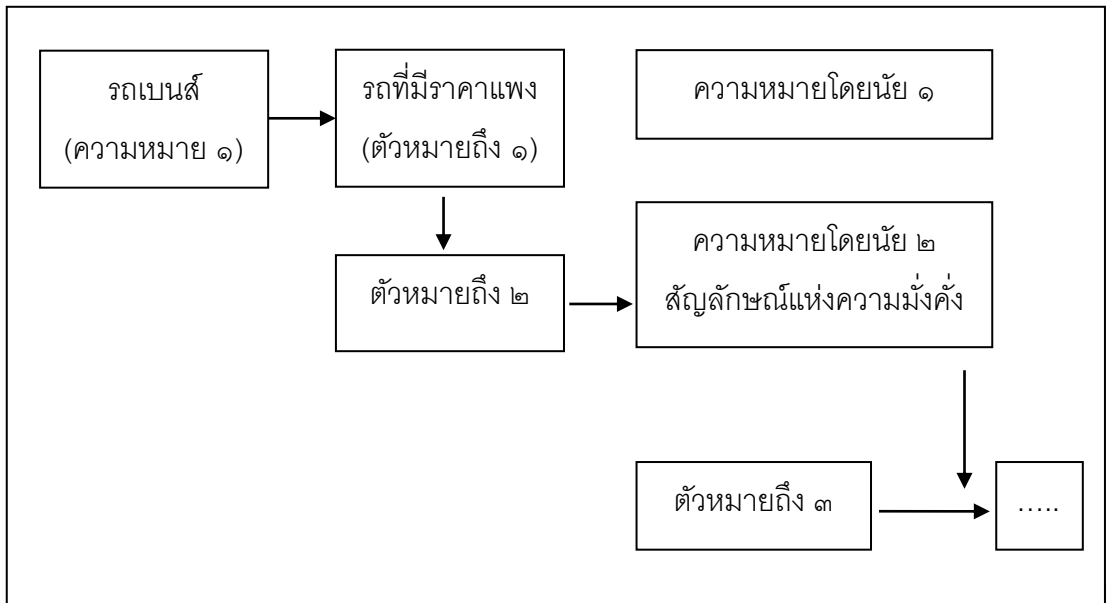 รถเบนส์
(ความหมาย ๑)
รถที่มีราคาแพง
(ตัวหมายถึง ๑)
ความหมายโดยนัย ๑
ตัวหมายถึง ๒
ความหมายโดยนัย ๒
สัญลักษณ์แห่งความมั่งคั่ง
ตัวหมายถึง ๓
…..